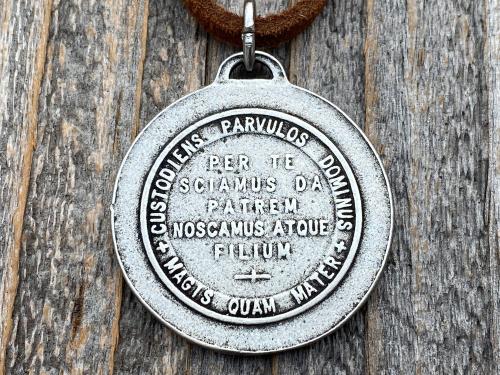 CUSTODIENS PARVULOS DOMINUS
+ MAGIS QUAM MATER +
PER TE
SCIAMUS DA
PATREM
NOSCAMUS ATQUE
FILIUM